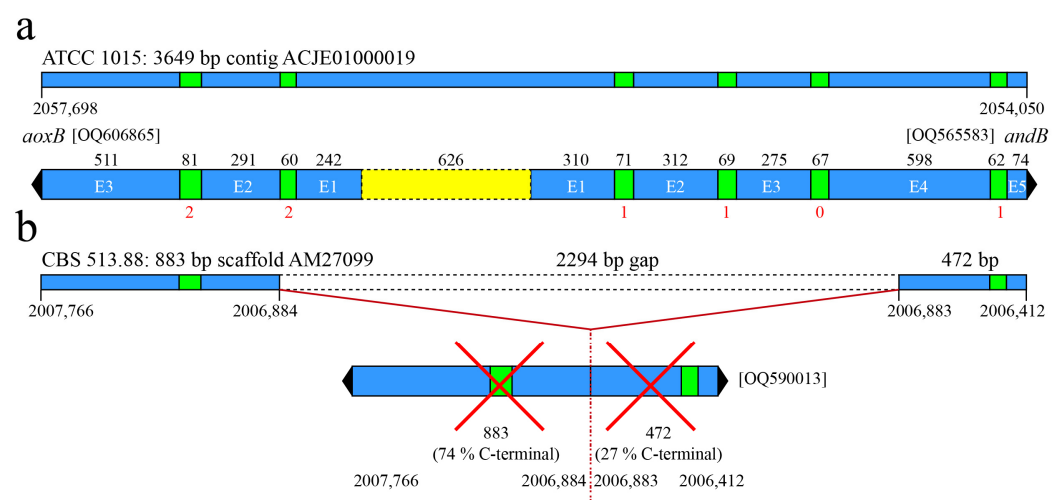 a
ATCC 1015: 3649 bp contig ACJE01000019
2057,698 2054,050
aoxB [OQ606865] [OQ565583] andB
511 81 291 60 242 626 310 71 312 69 275 67 598 62 74
E3 E2 E1 E1 E2 E3 E4 E5
2 2 1 1 0 1
b
CBS 513.88: 883 bp scaffold AM27099 2294 bp gap 472 bp
2007,766 2006,884 2006,883 2006,412
[OQ590013]
883 472
(74 % C-terminal) (27 % C-terminal)
2007,766 2006,884 2006,883 2006,412